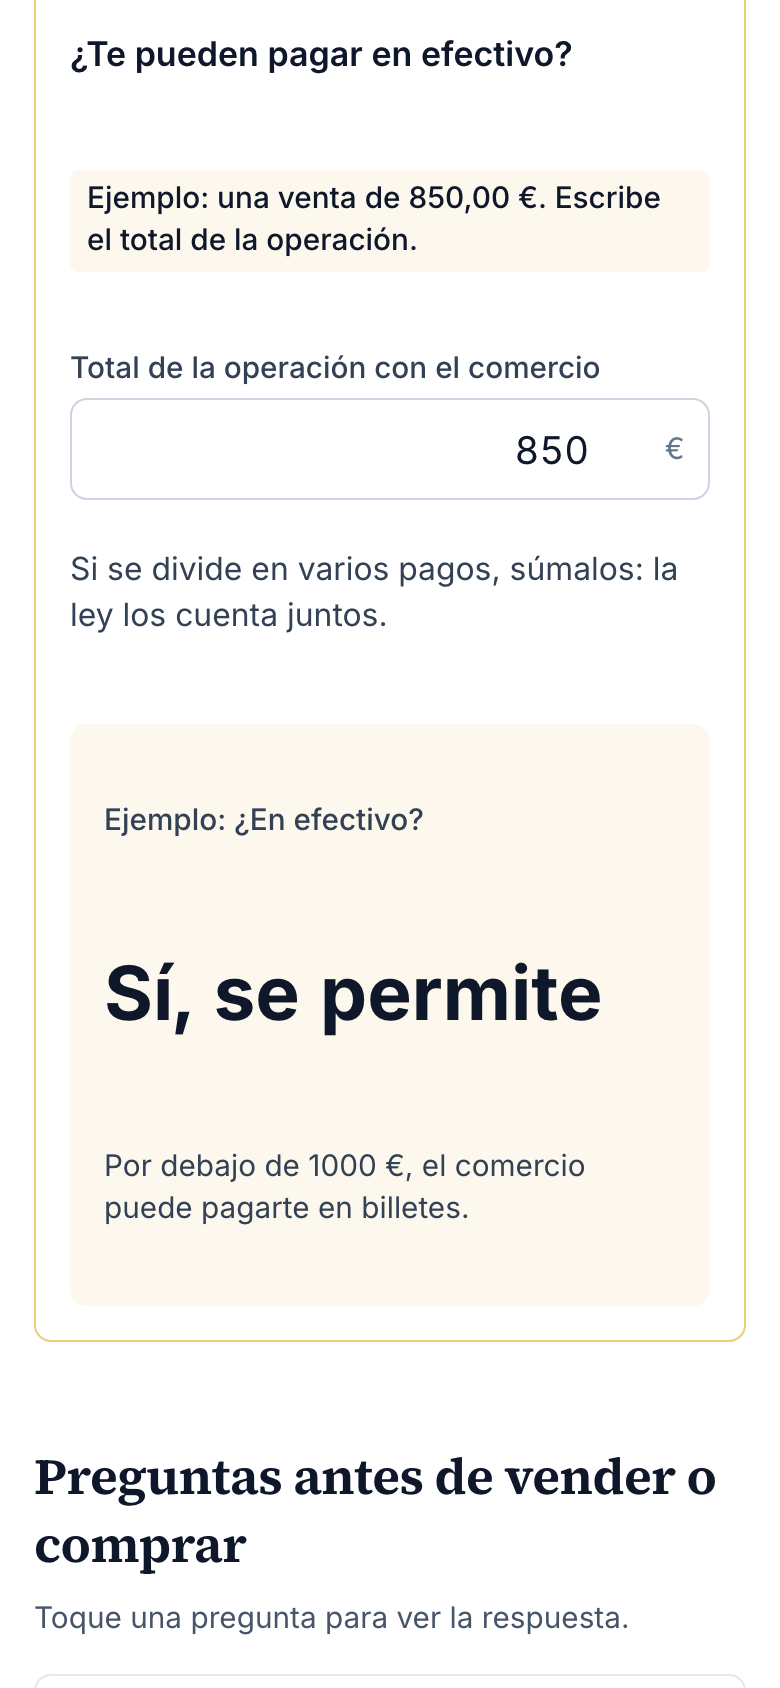 ¿Te pueden pagar en efectivo?
Ejemplo: una venta de 850,00 €. Escribe
el total de la operación.
Total de la operación con el comercio
850 €
Si se divide en varios pagos, súmalos: la
ley los cuenta juntos.
Ejemplo: ¿En efectivo?
Sí, se permite
Por debajo de 1000 €, el comercio
puede pagarte en billetes.
Preguntas antes de vender o
comprar
Toque una pregunta para ver la respuesta.